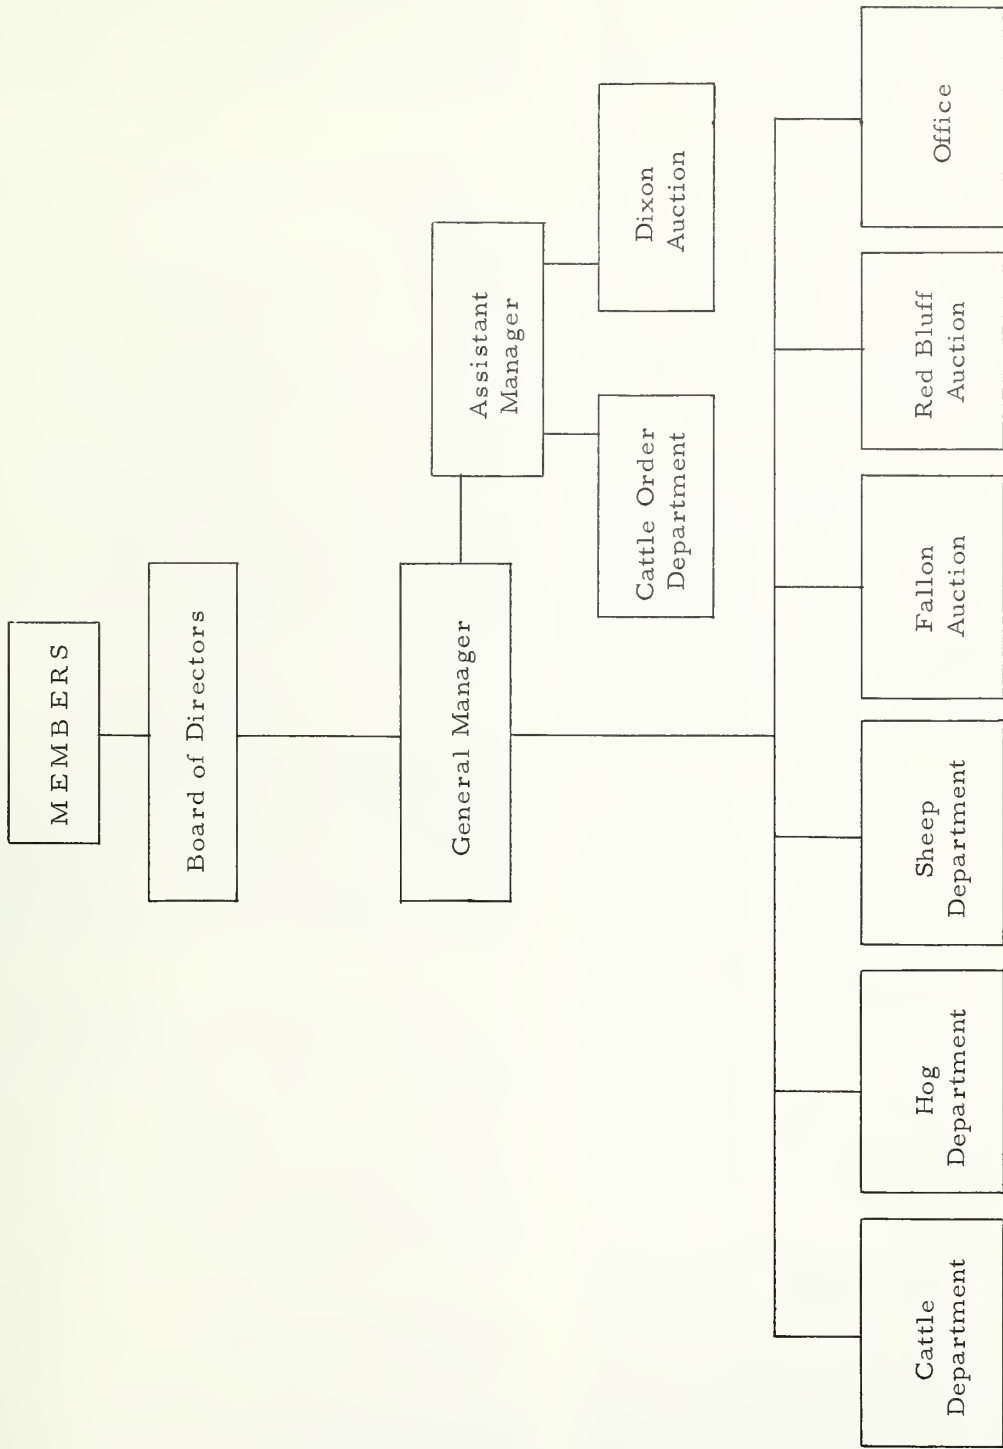 MEMBERS
Board of Directors
General Manager
Assistant
Manager
Cattle Order
Department
Dixon
Auction
Cattle
Department
Hog
Department
Sheep
Department
Fallon
Auction
Red Bluff
Auction
Office